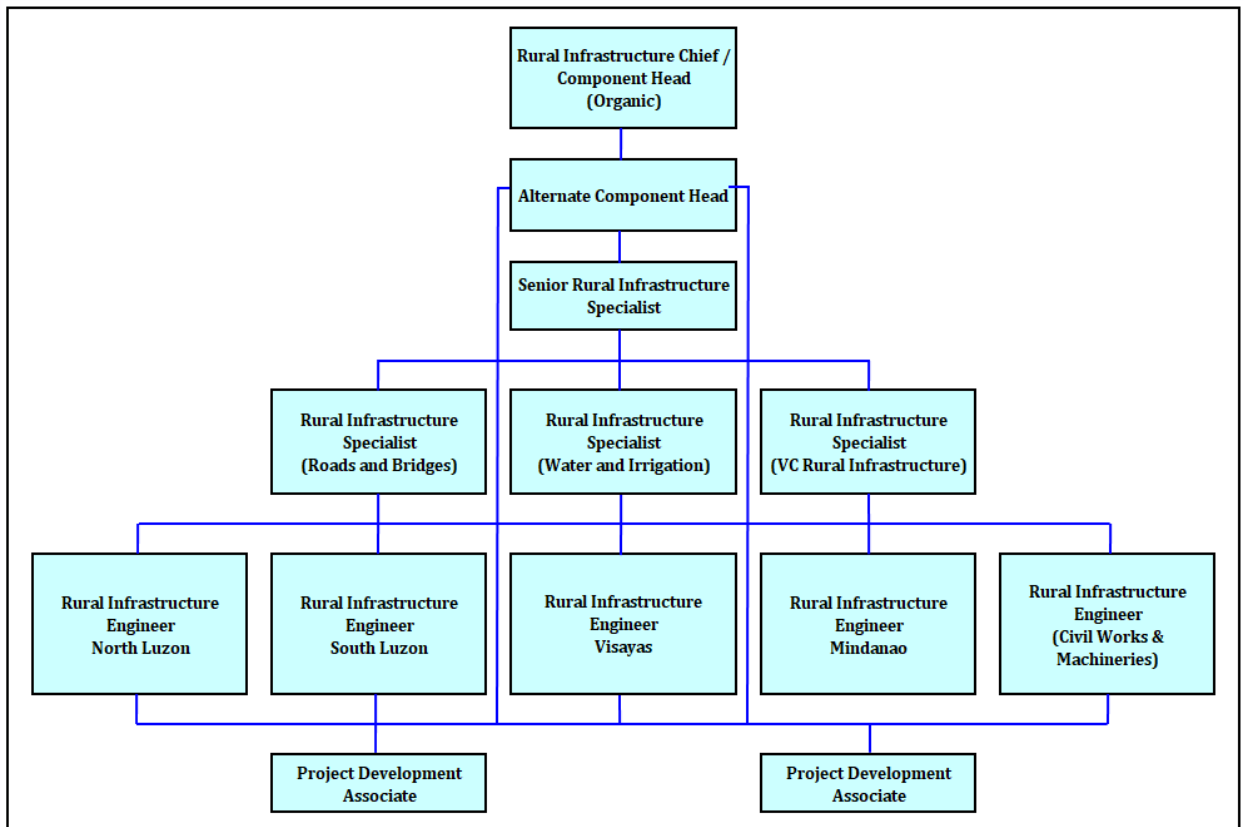 Rural Infrastructure Chief /
Component Head
(Organic)
Alternate Component Head
Senior Rural Infrastructure
Specialist
Rural Infrastructure
Specialist
(Roads and Bridges)
Rural Infrastructure
Specialist
(Water and Irrigation)
Rural Infrastructure
Specialist
(VC Rural Infrastructure)
Rural Infrastructure
Engineer
North Luzon
Rural Infrastructure
Engineer
South Luzon
Rural Infrastructure
Engineer
Visayas
Rural Infrastructure
Engineer
Mindanao
Rural Infrastructure
Engineer
(Civil Works &
Machineries)
Project Development
Associate
Project Development
Associate